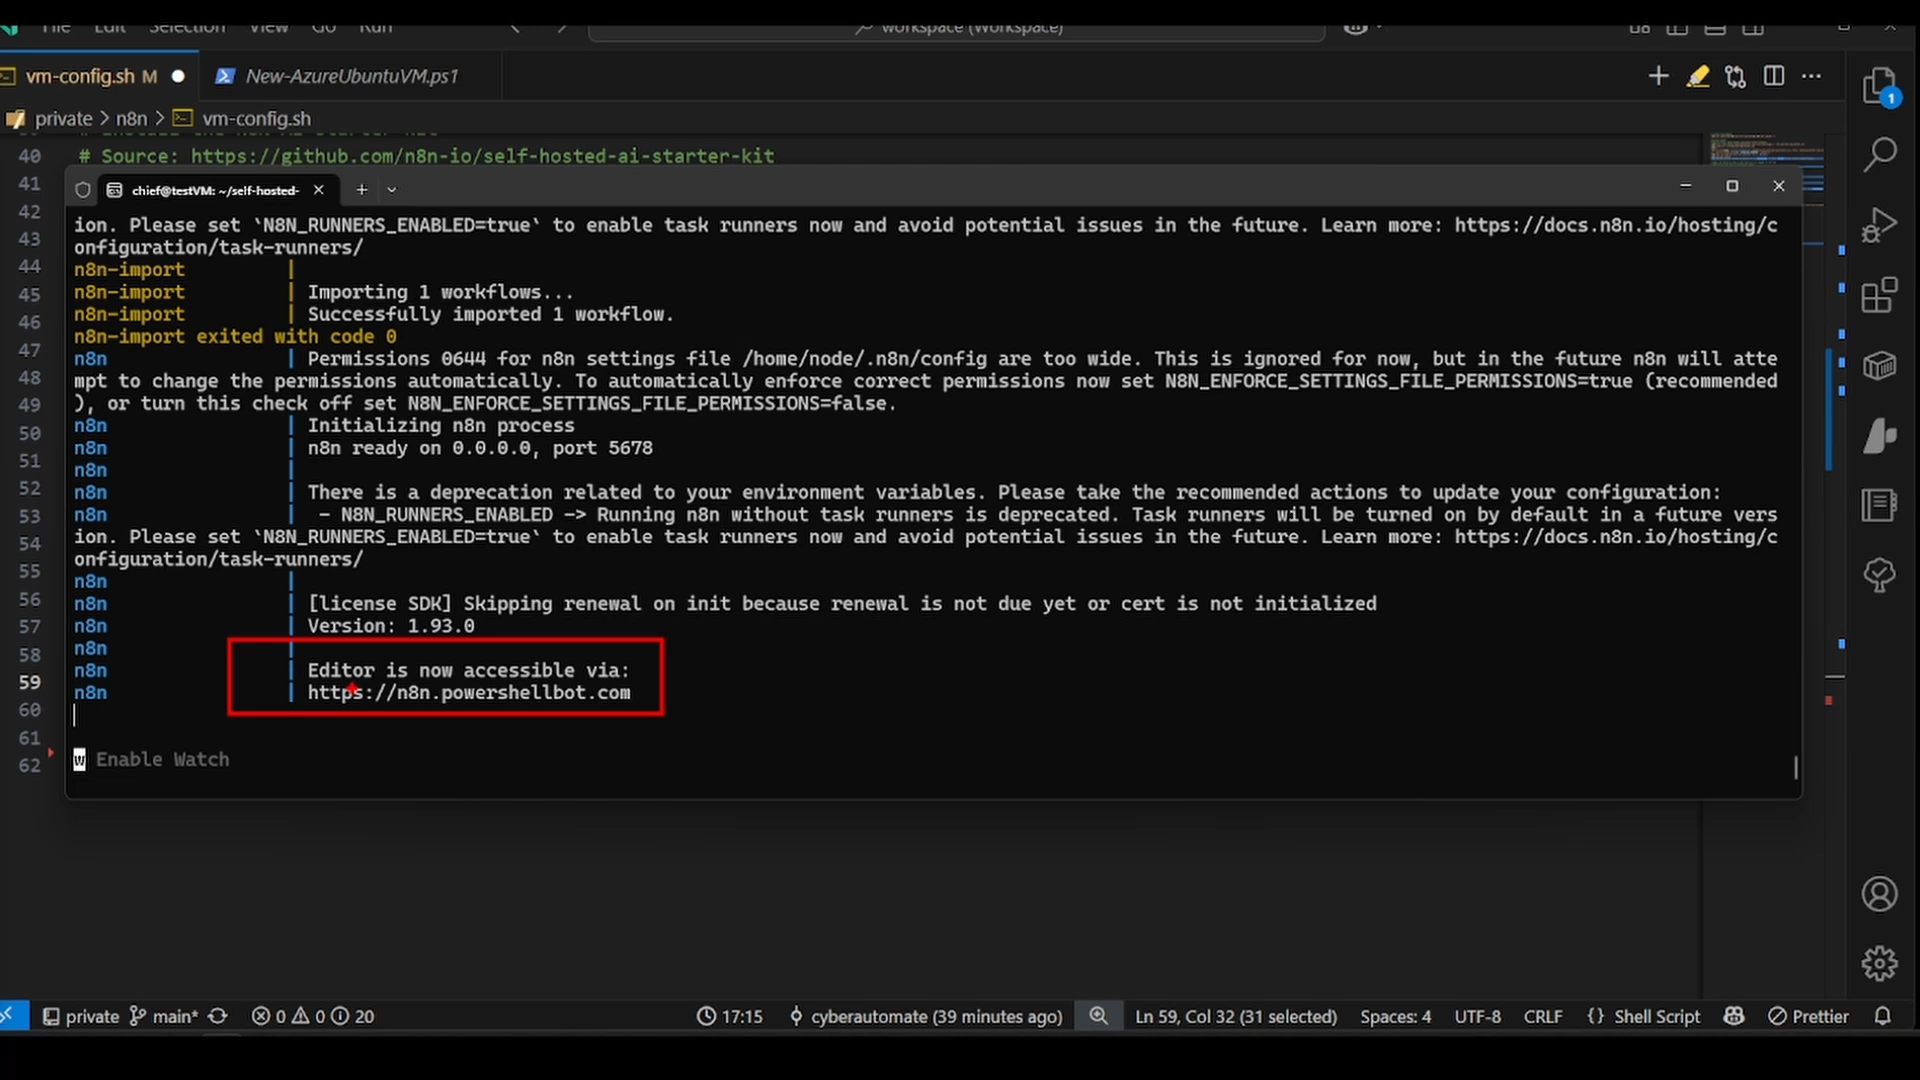 File Edit Selection View Go Run
workspace (Workspace)
vm-config.sh M
New-AzureUbuntuVM.ps1
private > n8n > vm-config.sh
1
40 # Source: https://github.com/n8n-io/self-hosted-ai-starter-kit
41
chief@testVM: ~/self-hosted-
42
ion. Please set `N8N_RUNNERS_ENABLED=true` to enable task runners now and avoid potential issues in the future. Learn more: https://docs.n8n.io/hosting/c
43
onfiguration/task-runners/
44
n8n-import |
45
n8n-import | Importing 1 workflows...
46
n8n-import | Successfully imported 1 workflow.
n8n-import exited with code 0
47
n8n | Permissions 0644 for n8n settings file /home/node/.n8n/config are too wide. This is ignored for now, but in the future n8n will atte
48
mpt to change the permissions automatically. To automatically enforce correct permissions now set N8N_ENFORCE_SETTINGS_FILE_PERMISSIONS=true (recommended
49
), or turn this check off set N8N_ENFORCE_SETTINGS_FILE_PERMISSIONS=false.
50
n8n | Initializing n8n process
51
n8n | n8n ready on 0.0.0.0, port 5678
n8n |
52
n8n | There is a deprecation related to your environment variables. Please take the recommended actions to update your configuration:
53
n8n | - N8N_RUNNERS_ENABLED -> Running n8n without task runners is deprecated. Task runners will be turned on by default in a future vers
54
ion. Please set `N8N_RUNNERS_ENABLED=true` to enable task runners now and avoid potential issues in the future. Learn more: https://docs.n8n.io/hosting/c
55
onfiguration/task-runners/
n8n |
56
n8n | [license SDK] Skipping renewal on init because renewal is not due yet or cert is not initialized
57
n8n | Version: 1.93.0
58
n8n |
59
n8n | Editor is now accessible via:
n8n | https://n8n.powershellbot.com
60
61
62
w Enable Watch
private main* 0 0 20 17:15 cyberautomate (39 minutes ago) Ln 59, Col 32 (31 selected) Spaces: 4 UTF-8 CRLF {} Shell Script Prettier